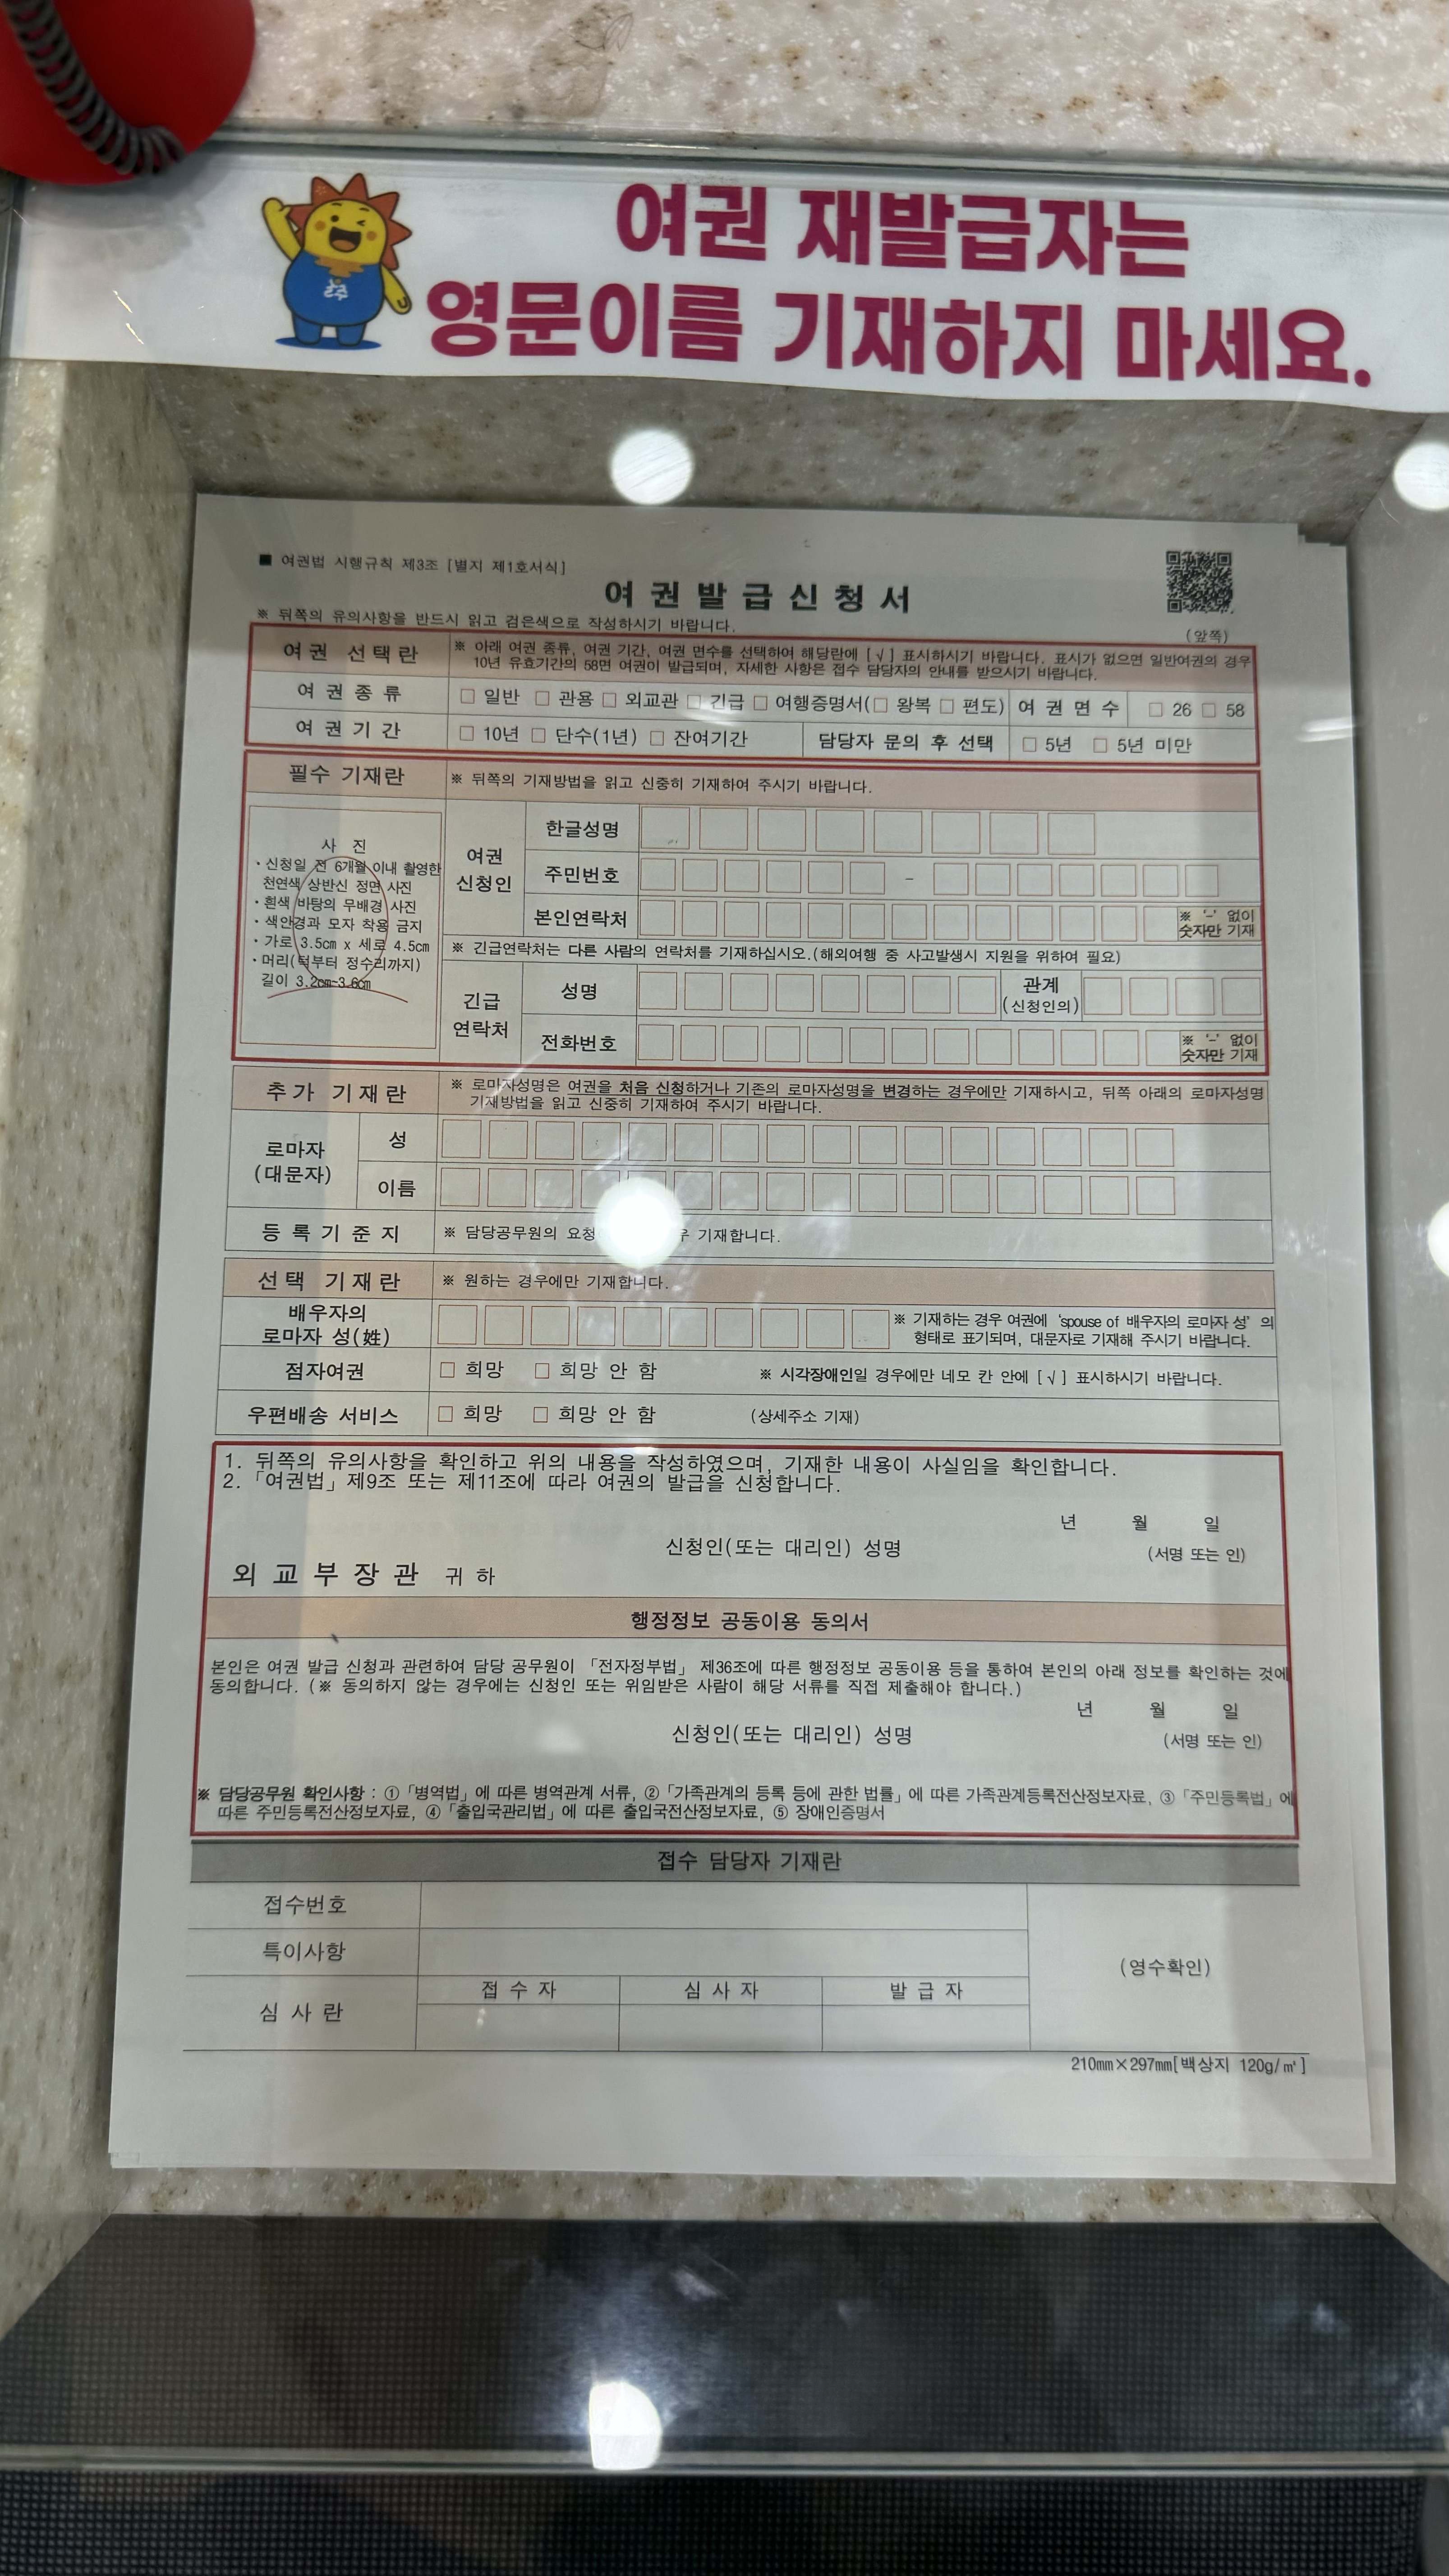 여권 재발급자는
영문이름 기재하지 마세요.
■ 여권법 시행규칙 제3조 [별지 제1호서식]
여권발급신청서
※ 뒤쪽의 유의사항을 반드시 읽고 검은색으로 작성하시기 바랍니다.
(앞쪽)
여권 선택란
※ 아래 여권 종류, 여권 기간, 여권 면수를 선택하여 해당란에 [√] 표시하시기 바랍니다. 표시가 없으면 일반여권의 경우
10년 유효기간의 58면 여권이 발급되며, 자세한 사항은 접수 담당자의 안내를 받으시기 바랍니다.
여권종류 □ 일반 □ 관용 □ 외교관 □ 긴급 □ 여행증명서(□ 왕복 □ 편도) 여권면수 □ 26 □ 58
여권기간 □ 10년 □ 단수(1년) □ 잔여기간 담당자 문의 후 선택 □ 5년 □ 5년 미만
필수 기재란 ※ 뒤쪽의 기재방법을 읽고 신중히 기재하여 주시기 바랍니다.
사 진
·신청일 전 6개월 이내 촬영한
천연색 상반신 정면 사진
·흰색 바탕의 무배경 사진
·색안경과 모자 착용 금지
·가로 3.5cm x 세로 4.5cm
·머리(턱부터 정수리까지)
길이 3.2cm~3.6cm
여권
신청인
한글성명
주민번호 -
본인연락처
※ '-' 없이
숫자만 기재
※ 긴급연락처는 다른 사람의 연락처를 기재하십시오.(해외여행 중 사고발생시 지원을 위하여 필요)
긴급
연락처
성명
관계
(신청인의)
전화번호
※ '-' 없이
숫자만 기재
추가 기재란
※ 로마자성명은 여권을 처음 신청하거나 기존의 로마자성명을 변경하는 경우에만 기재하시고, 뒤쪽 아래의 로마자성명
기재방법을 읽고 신중히 기재하여 주시기 바랍니다.
로마자
(대문자)
성
이름
등록기준지 ※ 담당공무원의 요청 기재합니다.
선택 기재란 ※ 원하는 경우에만 기재합니다.
배우자의
로마자 성(姓)
※ 기재하는 경우 여권에 'spouse of 배우자의 로마자 성' 의
형태로 표기되며, 대문자로 기재해 주시기 바랍니다.
점자여권 □ 희망 □ 희망 안 함 ※ 시각장애인일 경우에만 네모 칸 안에 [√] 표시하시기 바랍니다.
우편배송 서비스 □ 희망 □ 희망 안 함 (상세주소 기재)
1. 뒤쪽의 유의사항을 확인하고 위의 내용을 작성하였으며, 기재한 내용이 사실임을 확인합니다.
2.「여권법」제9조 또는 제11조에 따라 여권의 발급을 신청합니다.
년 월 일
신청인(또는 대리인) 성명 (서명 또는 인)
외교부장관 귀하
행정정보 공동이용 동의서
본인은 여권 발급 신청과 관련하여 담당 공무원이 「전자정부법」 제36조에 따른 행정정보 공동이용 등을 통하여 본인의 아래 정보를 확인하는 것에
동의합니다. (※ 동의하지 않는 경우에는 신청인 또는 위임받은 사람이 해당 서류를 직접 제출해야 합니다.)
년 월 일
신청인(또는 대리인) 성명 (서명 또는 인)
※ 담당공무원 확인사항 : ①「병역법」에 따른 병역관계 서류, ②「가족관계의 등록 등에 관한 법률」에 따른 가족관계등록전산정보자료, ③「주민등록법」에
따른 주민등록전산정보자료, ④「출입국관리법」에 따른 출입국전산정보자료, ⑤ 장애인증명서
접수 담당자 기재란
접수번호
특이사항
(영수확인)
심사란
접수자 심사자 발급자
210㎜×297㎜[백상지 120g/㎡]